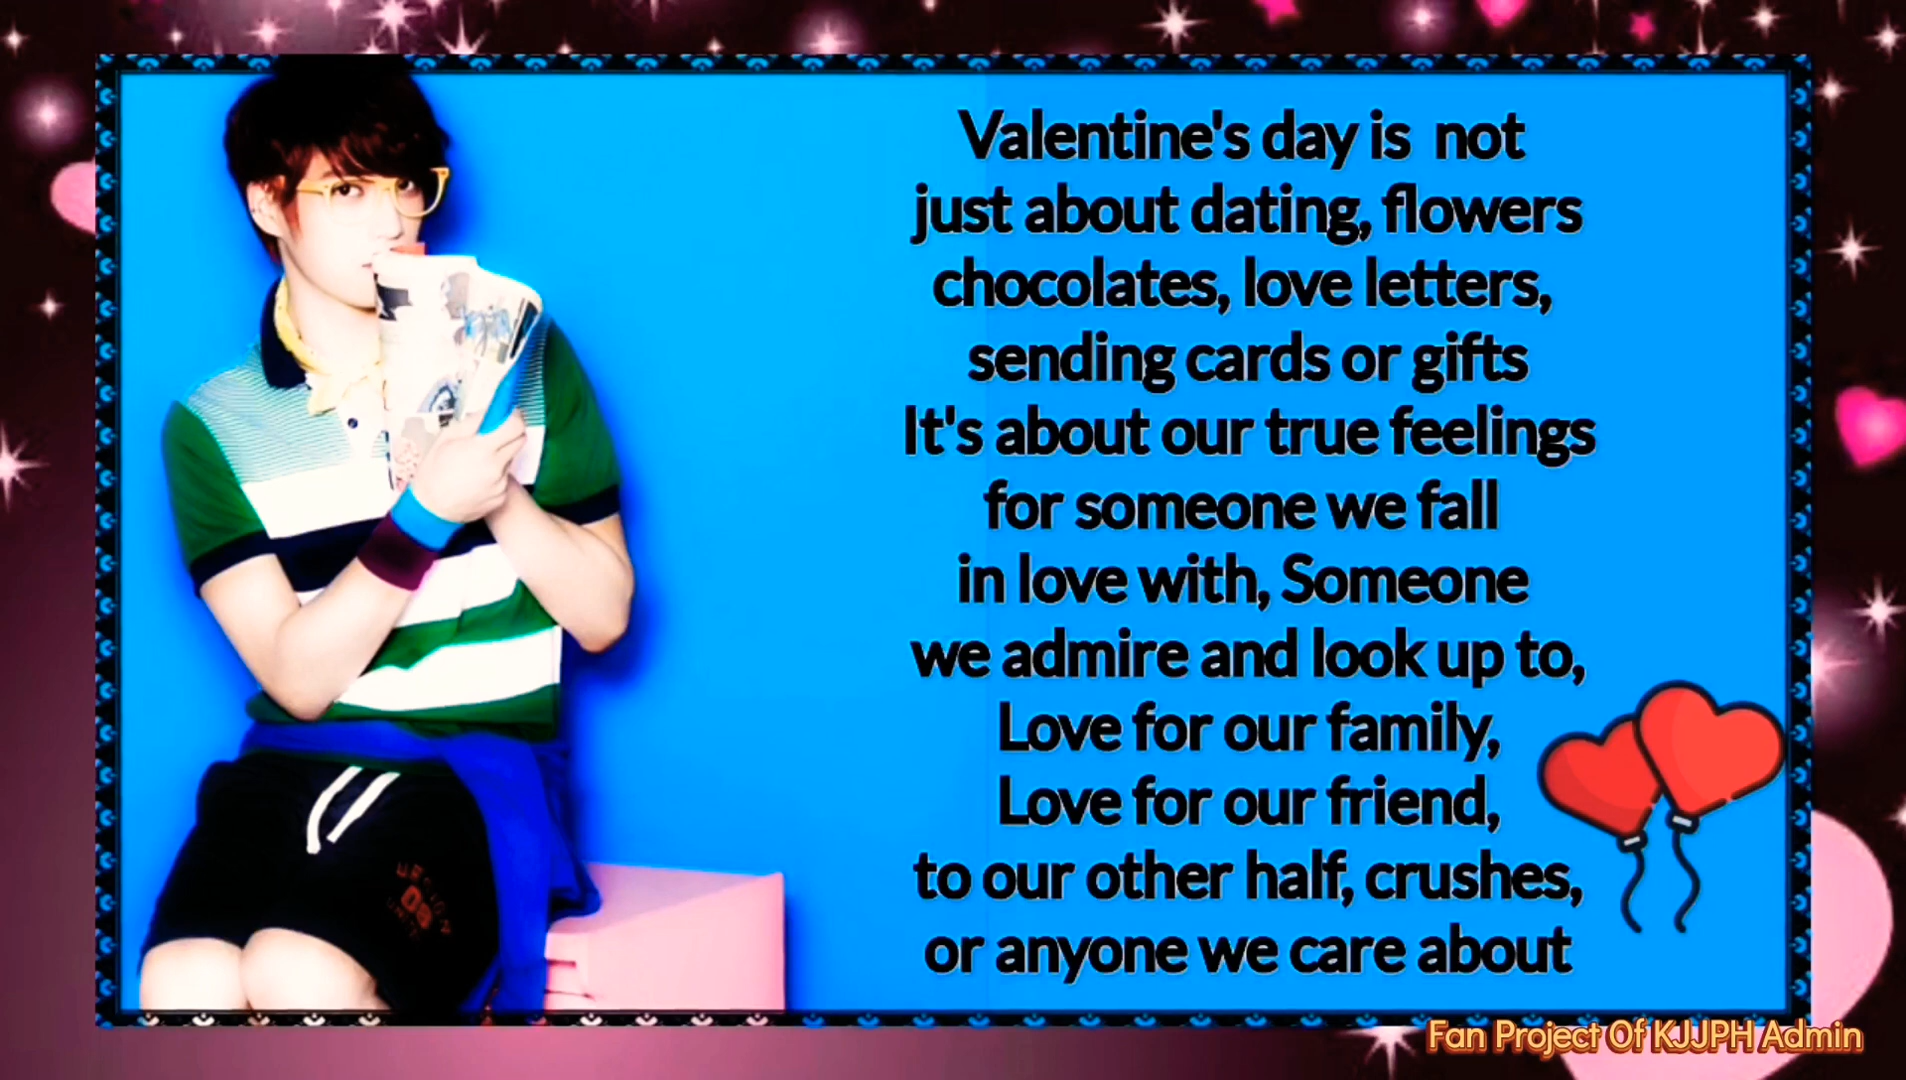 Valentine's day is not
just about dating, flowers
chocolates, love letters,
sending cards or gifts
It's about our true feelings
for someone we fall
in love with, Someone
we admire and look up to,
Love for our family,
Love for our friend,
to our other half, crushes,
or anyone we care about
Fan Project Of KJJPH Admin